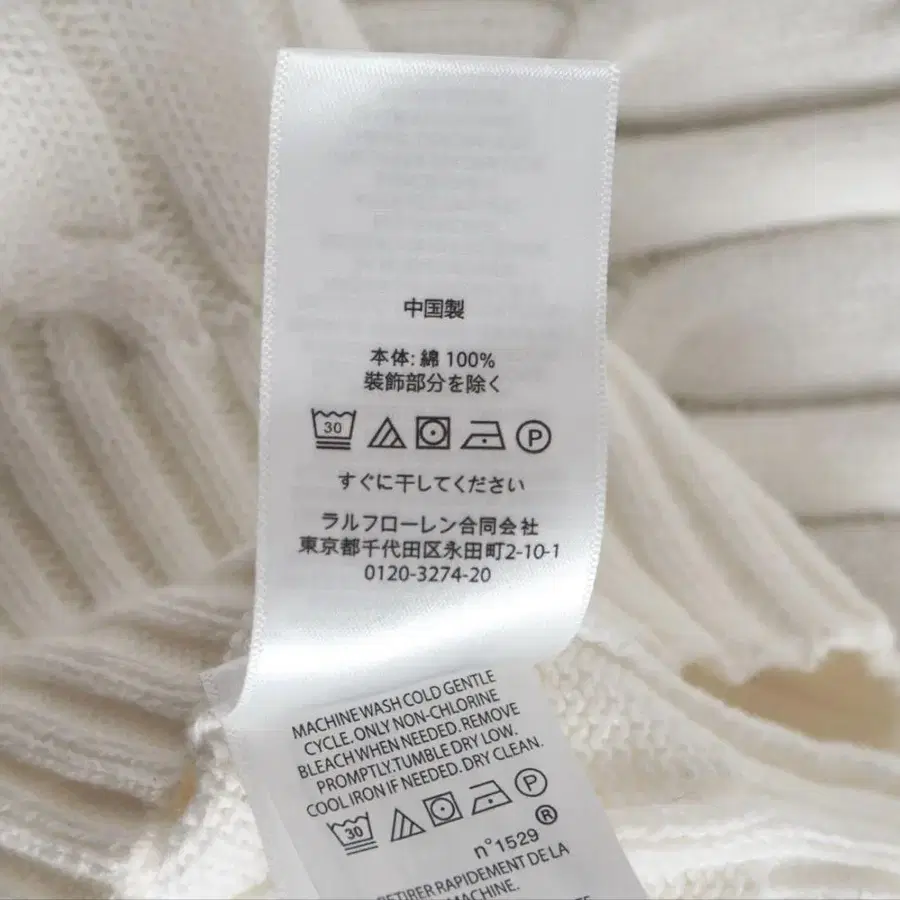 中国製
本体: 綿 100%
装飾部分を除く
30
P
すぐに干してください
ラルフローレン合同会社
東京都千代田区永田町2-10-1
0120-3274-20
MACHINE WASH COLD GENTLE
CYCLE. ONLY NON-CHLORINE
BLEACH WHEN NEEDED. REMOVE
PROMPTLY. TUMBLE DRY LOW.
COOL IRON IF NEEDED. DRY CLEAN.
30
P
®
n°1529
RETIRER RAPIDEMENT DE LA
MACHINE.